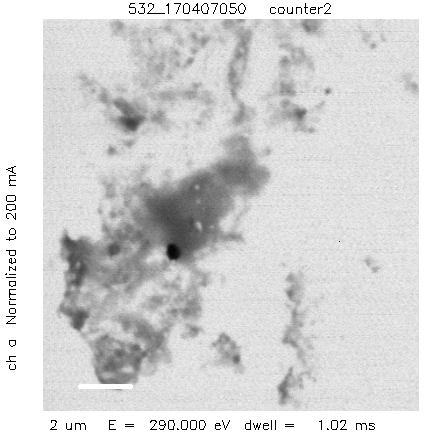 532_170407050 counter2
ch a Normalized to 200 mA
2 um E = 290.000 eV dwell = 1.02 ms